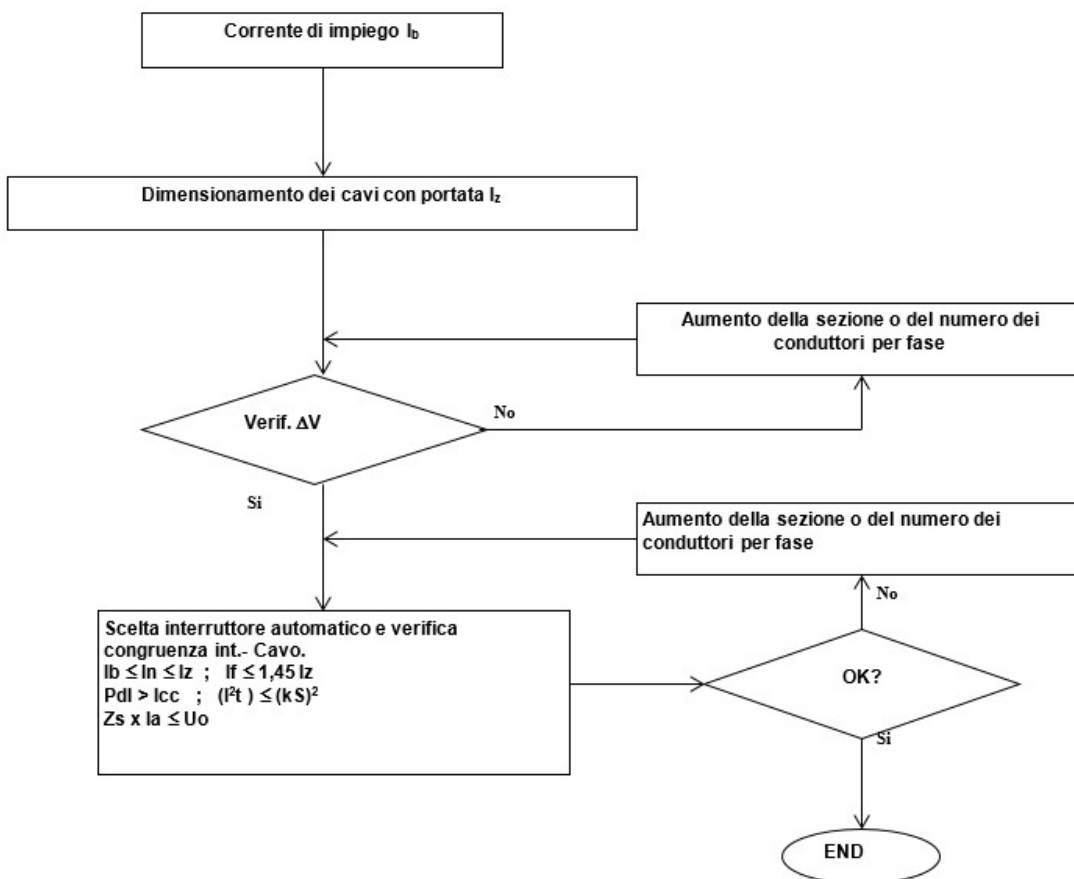 Corrente di impiego Ib
Dimensionamento dei cavi con portata Iz
Aumento della sezione o del numero dei
conduttori per fase
Verif. ΔV
No
Si
Aumento della sezione o del numero dei
conduttori per fase
No
Scelta interruttore automatico e verifica
congruenza int.- Cavo.
Ib ≤ In ≤ Iz ; If ≤ 1,45 Iz
PdI > Icc ; (I²t ) ≤ (kS)²
Zs x Ia ≤ Uo
OK?
Si
END